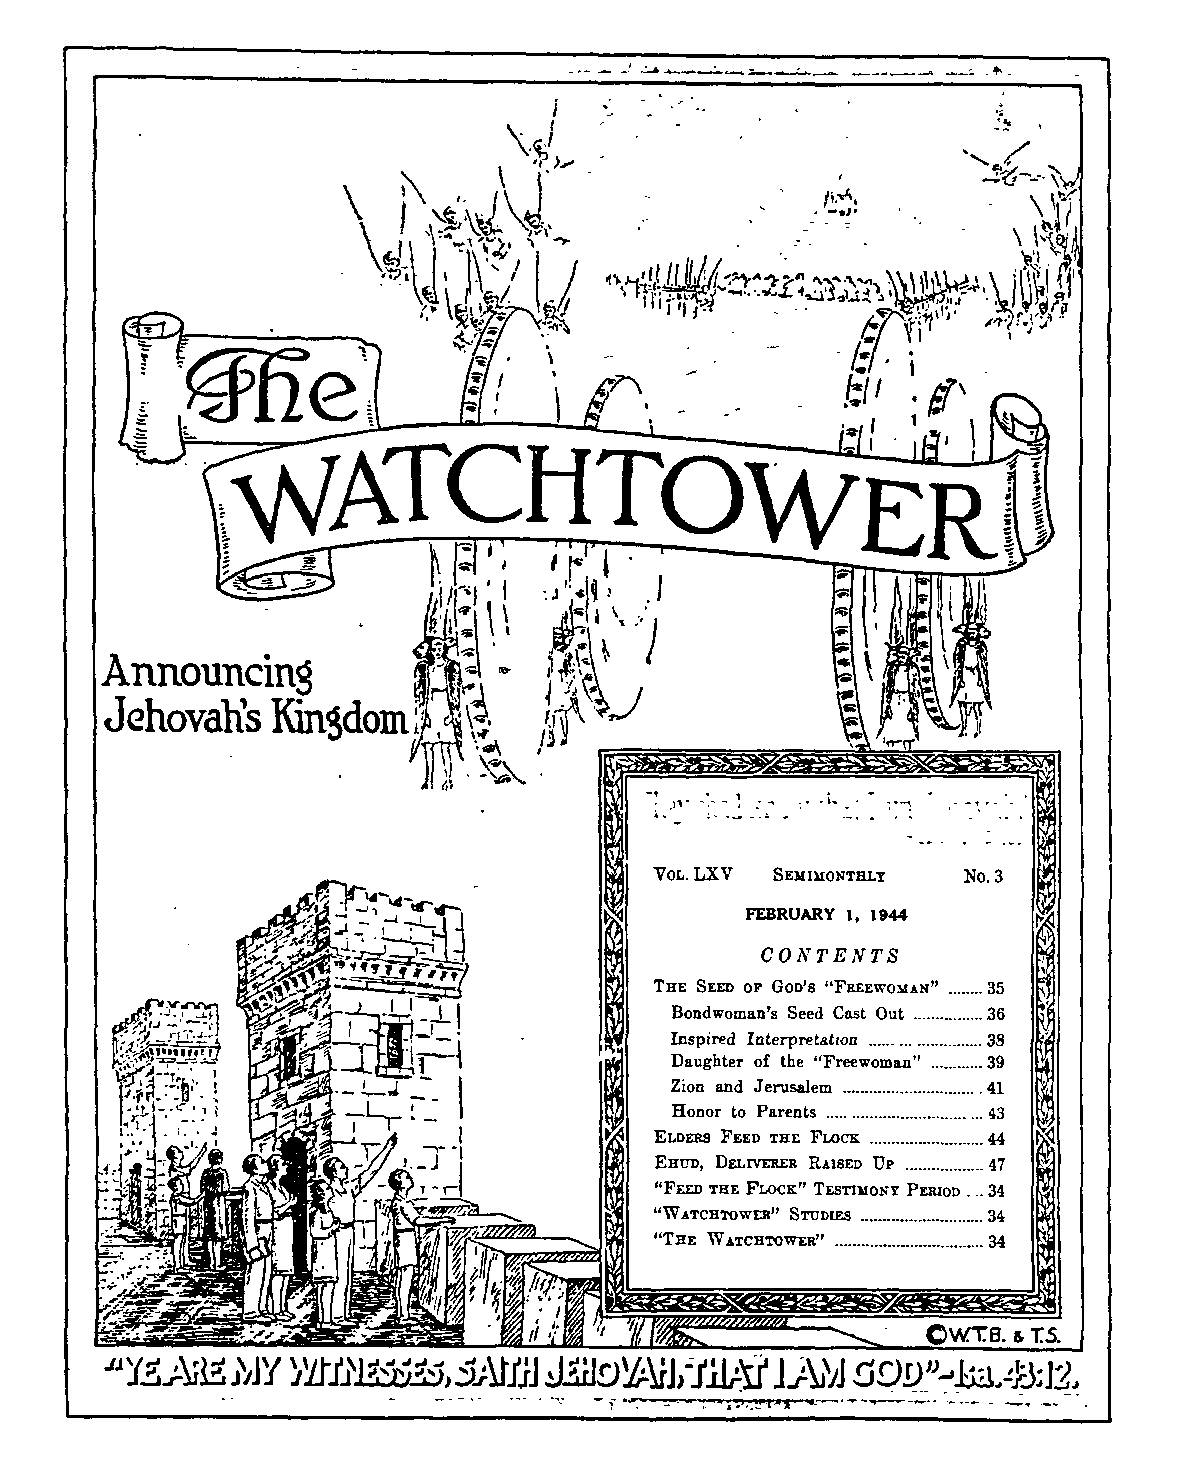 The
WATCHTOWER
Announcing
Jehovah's Kingdom
VOL. LXV SEMIMONTHLY No. 3
FEBRUARY 1, 1944
CONTENTS
THE SEED OF GOD'S "FREEWOMAN" ........ 35
Bondwoman's Seed Cast Out ............... 36
Inspired Interpretation ...... ... ............... 38
Daughter of the "Freewoman" ............ 39
Zion and Jerusalem ............................... 41
Honor to Parents ..... ....................... ... 43
ELDERS FEED THE FLOCK ......................... 44
EHUD, DELIVERER RAISED UP ................. 47
"FEED THE FLOCK" TESTIMONY PERIOD ... 34
"WATCHTOWER" STUDIES ........................... 34
"THE WATCHTOWER" ................................. 34
©W.T.B. & T.S.
"YE ARE MY WITNESSES, SAITH JEHOVAH, THAT I AM GOD"-Isa. 43:12.